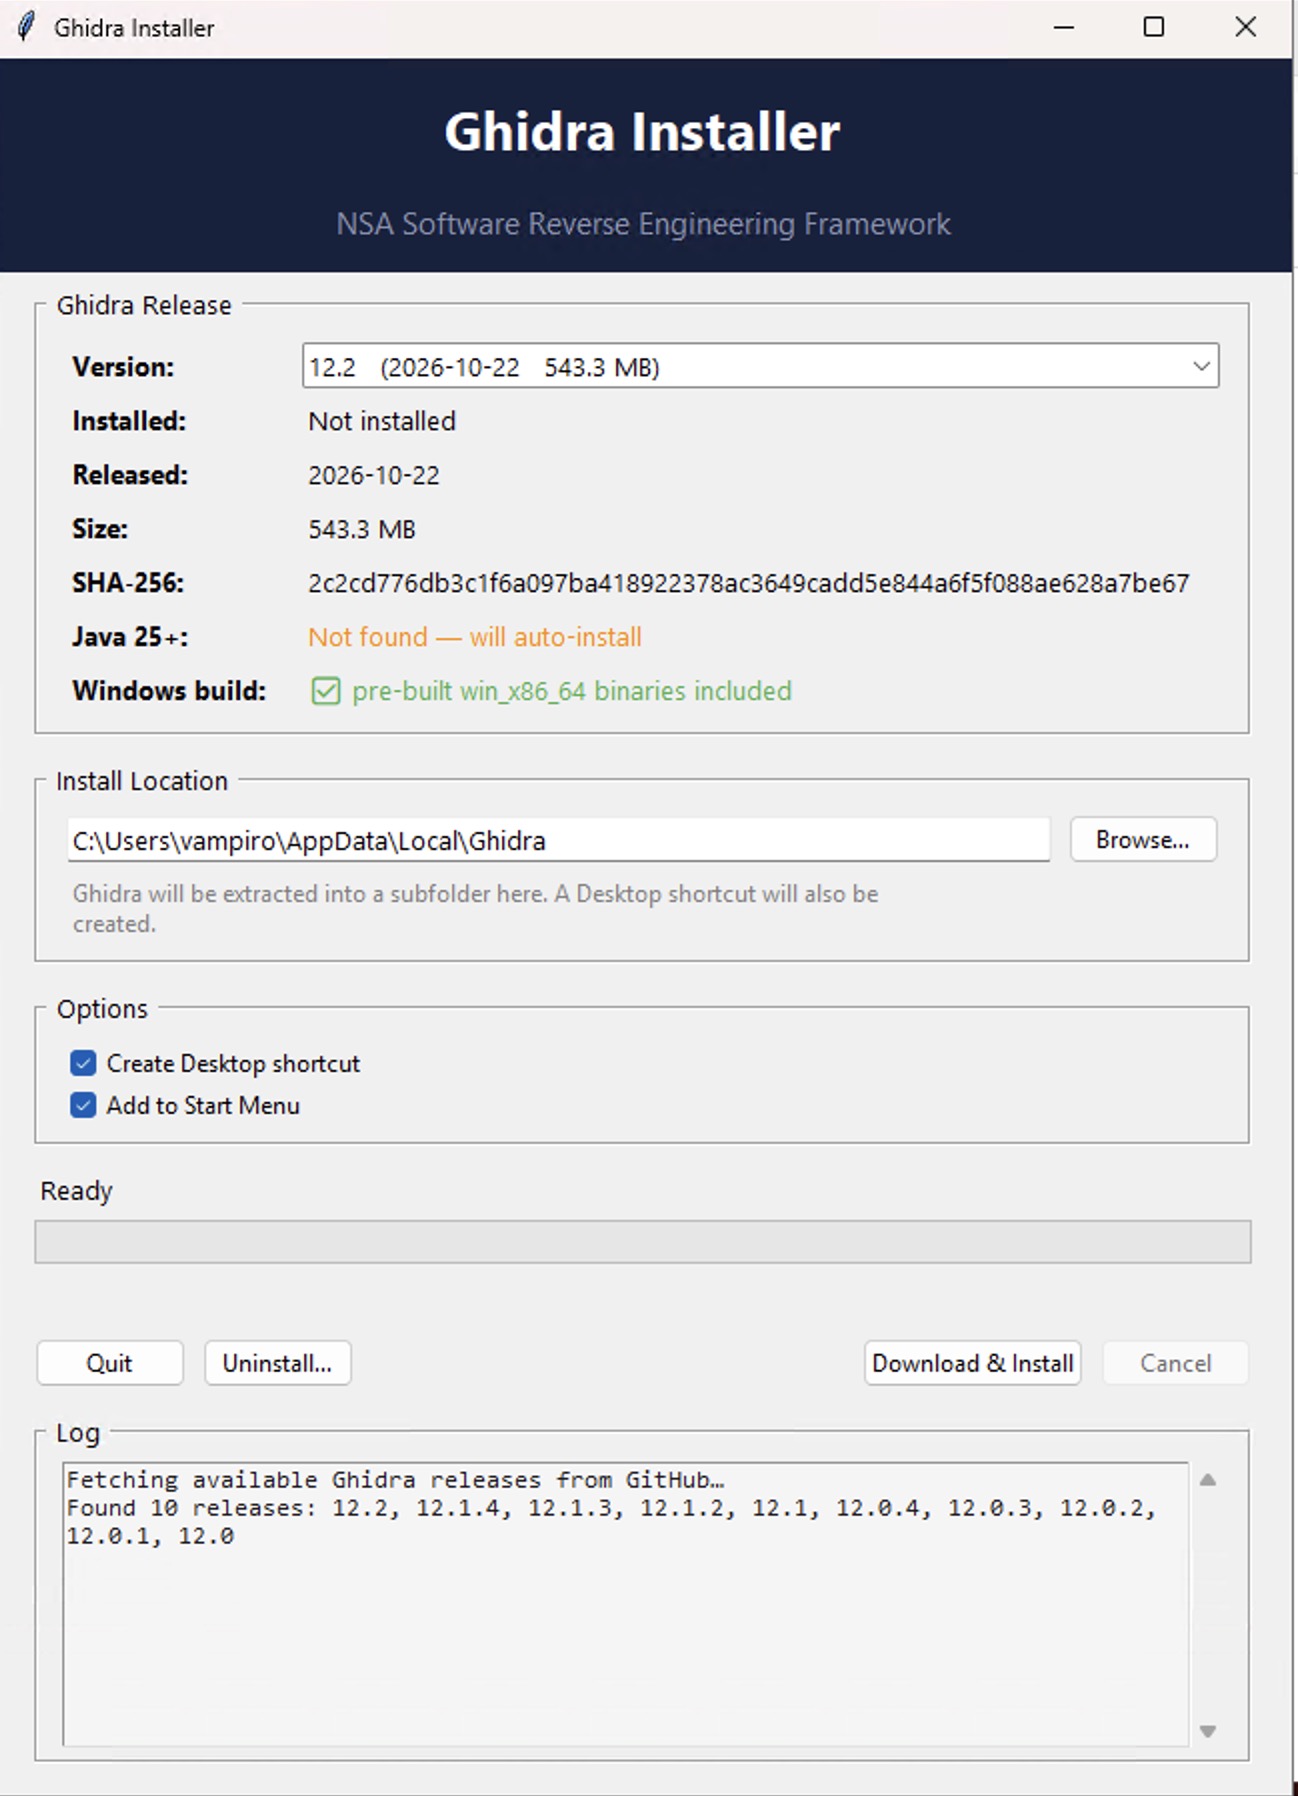 Ghidra Installer
Ghidra Installer
NSA Software Reverse Engineering Framework
Ghidra Release
Version: 12.2 (2026-10-22 543.3 MB)
Installed: Not installed
Released: 2026-10-22
Size: 543.3 MB
SHA-256: 2c2cd776db3c1f6a097ba418922378ac3649cadd5e844a6f5f088ae628a7be67
Java 25+: Not found — will auto-install
Windows build: pre-built win_x86_64 binaries included
Install Location
C:\Users\vampiro\AppData\Local\Ghidra Browse...
Ghidra will be extracted into a subfolder here. A Desktop shortcut will also be
created.
Options
Create Desktop shortcut
Add to Start Menu
Ready
Quit Uninstall... Download & Install Cancel
Log
Fetching available Ghidra releases from GitHub…
Found 10 releases: 12.2, 12.1.4, 12.1.3, 12.1.2, 12.1, 12.0.4, 12.0.3, 12.0.2,
12.0.1, 12.0